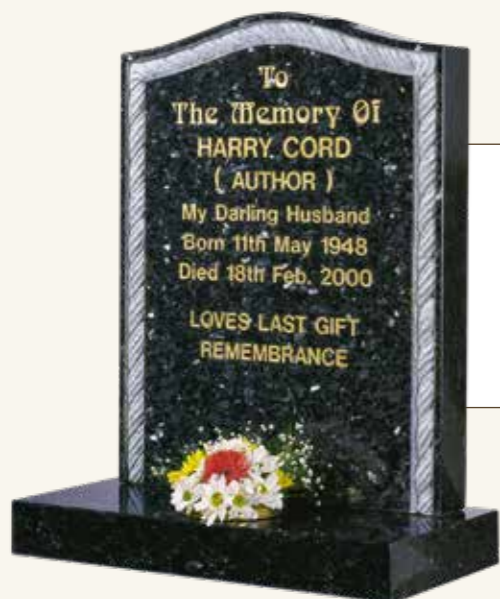 To
The Memory Of
HARRY CORD
( AUTHOR )
My Darling Husband
Born 11th May 1948
Died 18th Feb. 2000
LOVES LAST GIFT
REMEMBRANCE